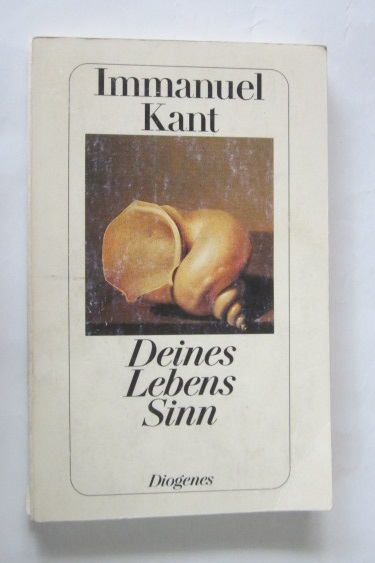 Immanuel
Kant
Deines
Lebens
Sinn
Diogenes